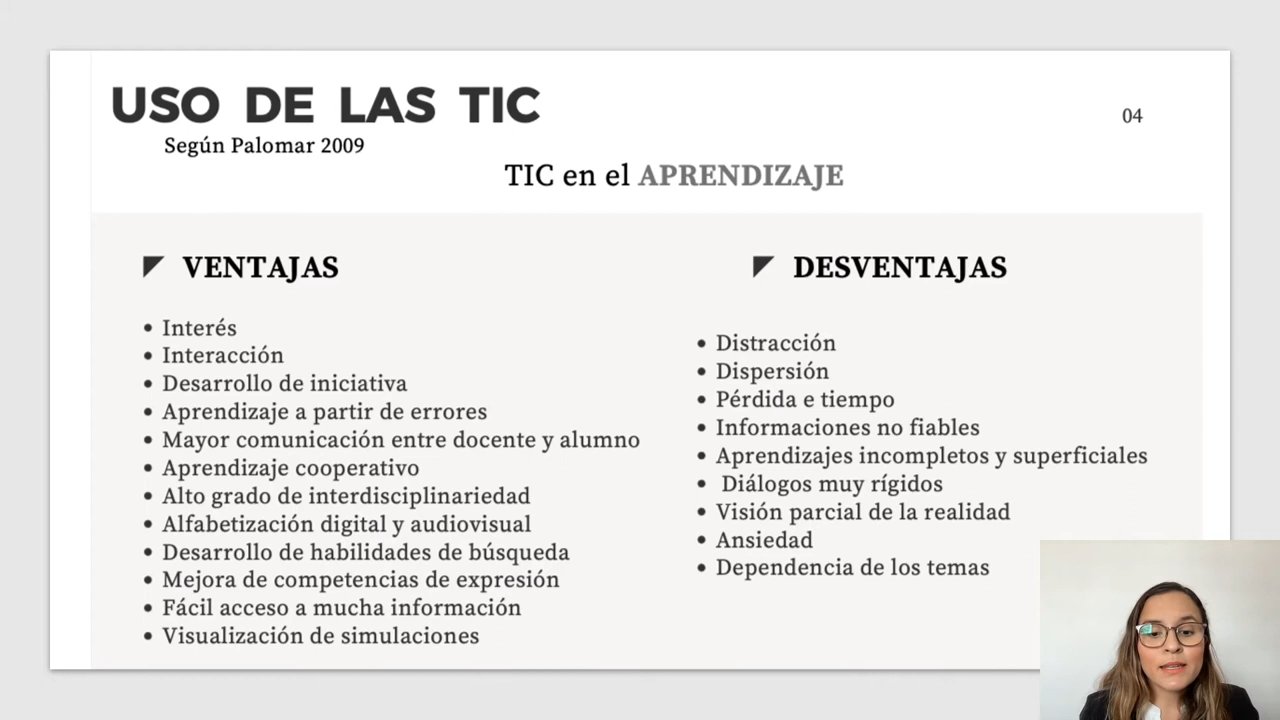 USO DE LAS TIC
Según Palomar 2009
04
TIC en el APRENDIZAJE
VENTAJAS
• Interés
• Interacción
• Desarrollo de iniciativa
• Aprendizaje a partir de errores
• Mayor comunicación entre docente y alumno
• Aprendizaje cooperativo
• Alto grado de interdisciplinariedad
• Alfabetización digital y audiovisual
• Desarrollo de habilidades de búsqueda
• Mejora de competencias de expresión
• Fácil acceso a mucha información
• Visualización de simulaciones
DESVENTAJAS
• Distracción
• Dispersión
• Pérdida e tiempo
• Informaciones no fiables
• Aprendizajes incompletos y superficiales
• Diálogos muy rígidos
• Visión parcial de la realidad
• Ansiedad
• Dependencia de los temas